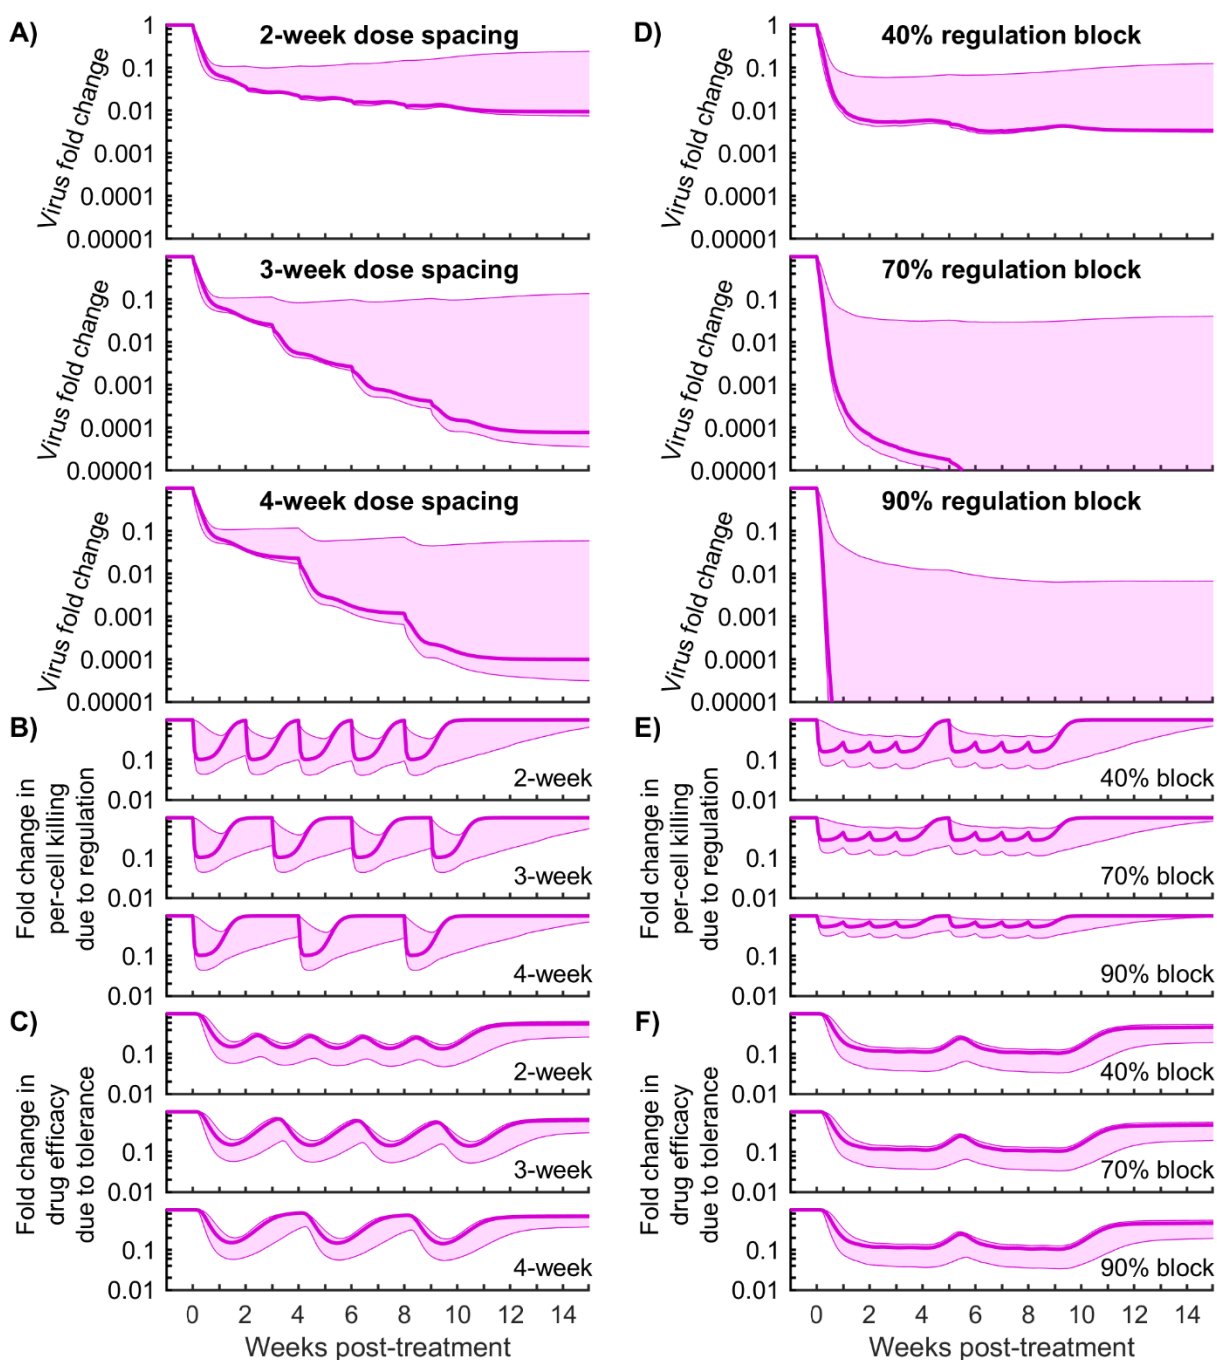 A)
2-week dose spacing
Virus fold change
1
0.1
0.01
0.001
0.0001
0.00001
3-week dose spacing
Virus fold change
0.1
0.01
0.001
0.0001
0.00001
4-week dose spacing
Virus fold change
0.1
0.01
0.001
0.0001
0.00001
B)
Fold change in
per-cell killing
due to regulation
0.1
0.01
2-week
0.1
0.01
3-week
0.1
0.01
4-week
C)
Fold change in
drug efficacy
due to tolerance
0.1
0.01
2-week
0.1
0.01
3-week
0.1
0.01
4-week
0 2 4 6 8 10 12 14
Weeks post-treatment
D)
40% regulation block
Virus fold change
1
0.1
0.01
0.001
0.0001
0.00001
70% regulation block
Virus fold change
0.1
0.01
0.001
0.0001
0.00001
90% regulation block
Virus fold change
0.1
0.01
0.001
0.0001
0.00001
E)
Fold change in
per-cell killing
due to regulation
0.1
0.01
40% block
0.1
0.01
70% block
0.1
0.01
90% block
F)
Fold change in
drug efficacy
due to tolerance
0.1
0.01
40% block
0.1
0.01
70% block
0.1
0.01
90% block
0 2 4 6 8 10 12 14
Weeks post-treatment